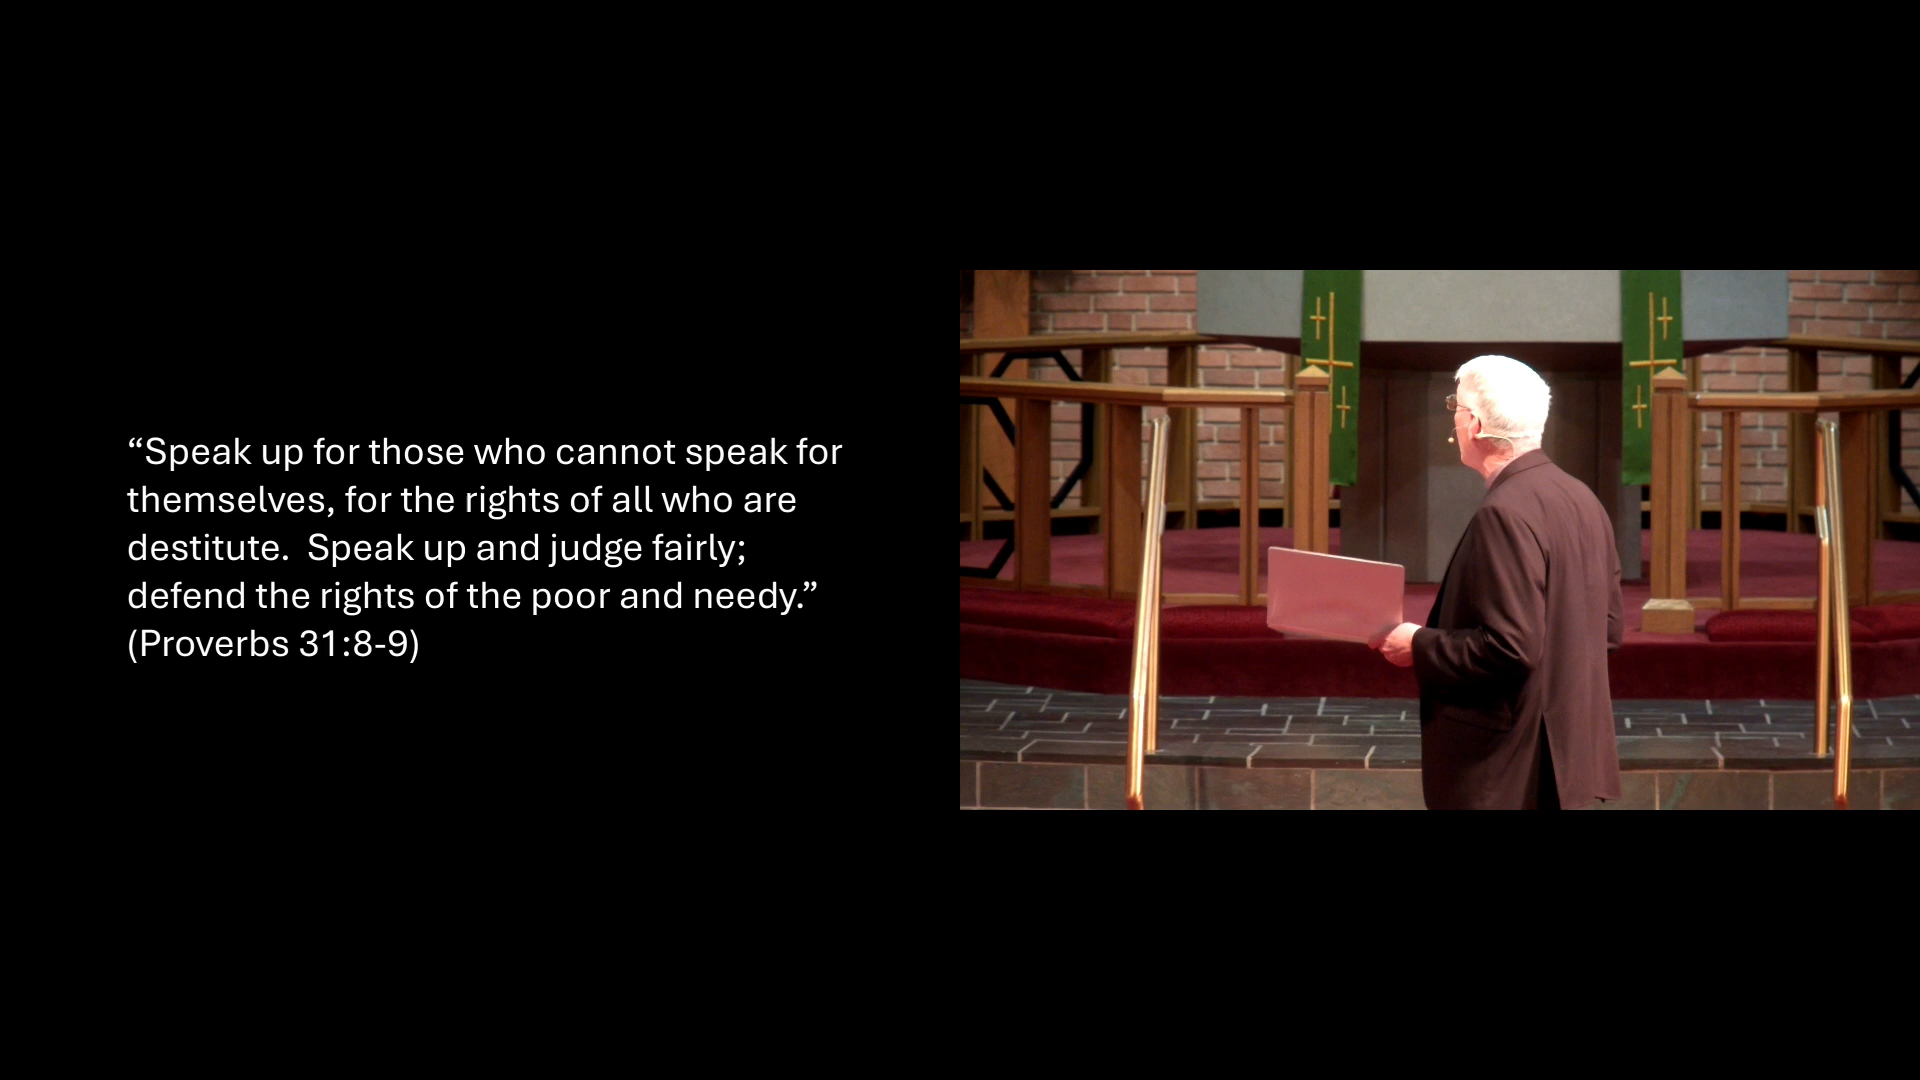 “Speak up for those who cannot speak for
themselves, for the rights of all who are
destitute.  Speak up and judge fairly;
defend the rights of the poor and needy.”
(Proverbs 31:8-9)